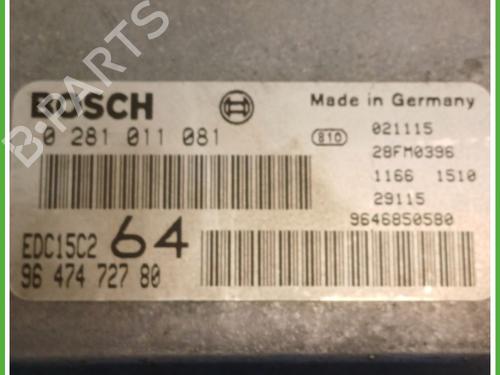 B-PARTS
BOSCH
Made in Germany
0 281 011 081
810
021115
28FM0396
1166 1510
29115
9646850580
EDC15C2 64
96 474 727 80